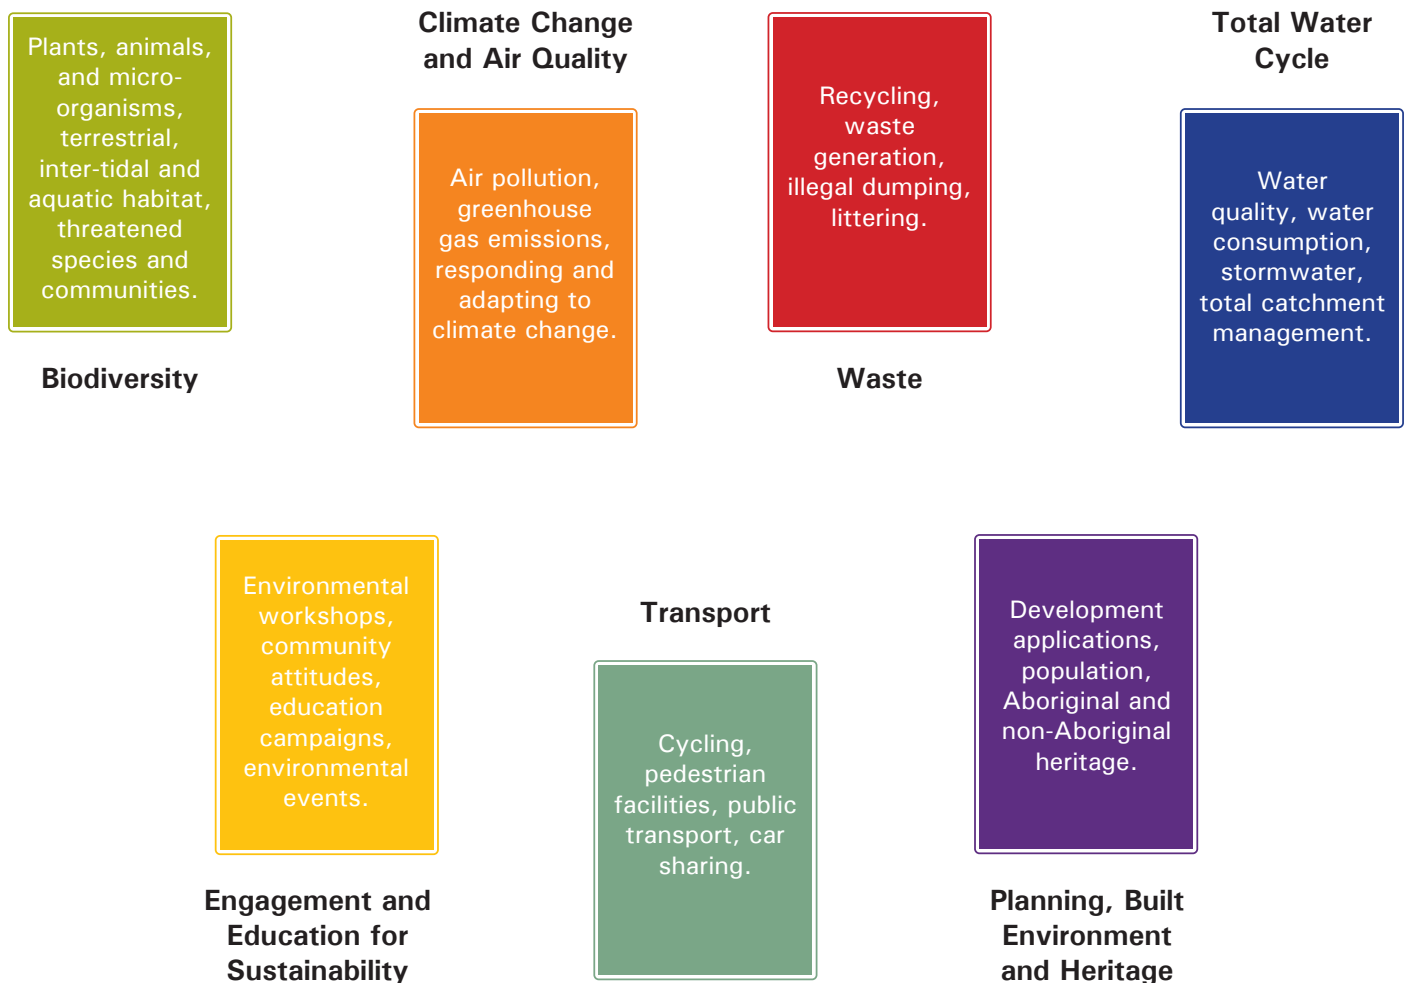 Plants, animals,
and micro-
organisms,
terrestrial,
inter-tidal and
aquatic habitat,
threatened
species and
communities.
Biodiversity
Climate Change
and Air Quality
Air pollution,
greenhouse
gas emissions,
responding and
adapting to
climate change.
Recycling,
waste
generation,
illegal dumping,
littering.
Waste
Total Water
Cycle
Water
quality, water
consumption,
stormwater,
total catchment
management.
Environmental
workshops,
community
attitudes,
education
campaigns,
environmental
events.
Engagement and
Education for
Sustainability
Transport
Cycling,
pedestrian
facilities, public
transport, car
sharing.
Development
applications,
population,
Aboriginal and
non-Aboriginal
heritage.
Planning, Built
Environment
and Heritage